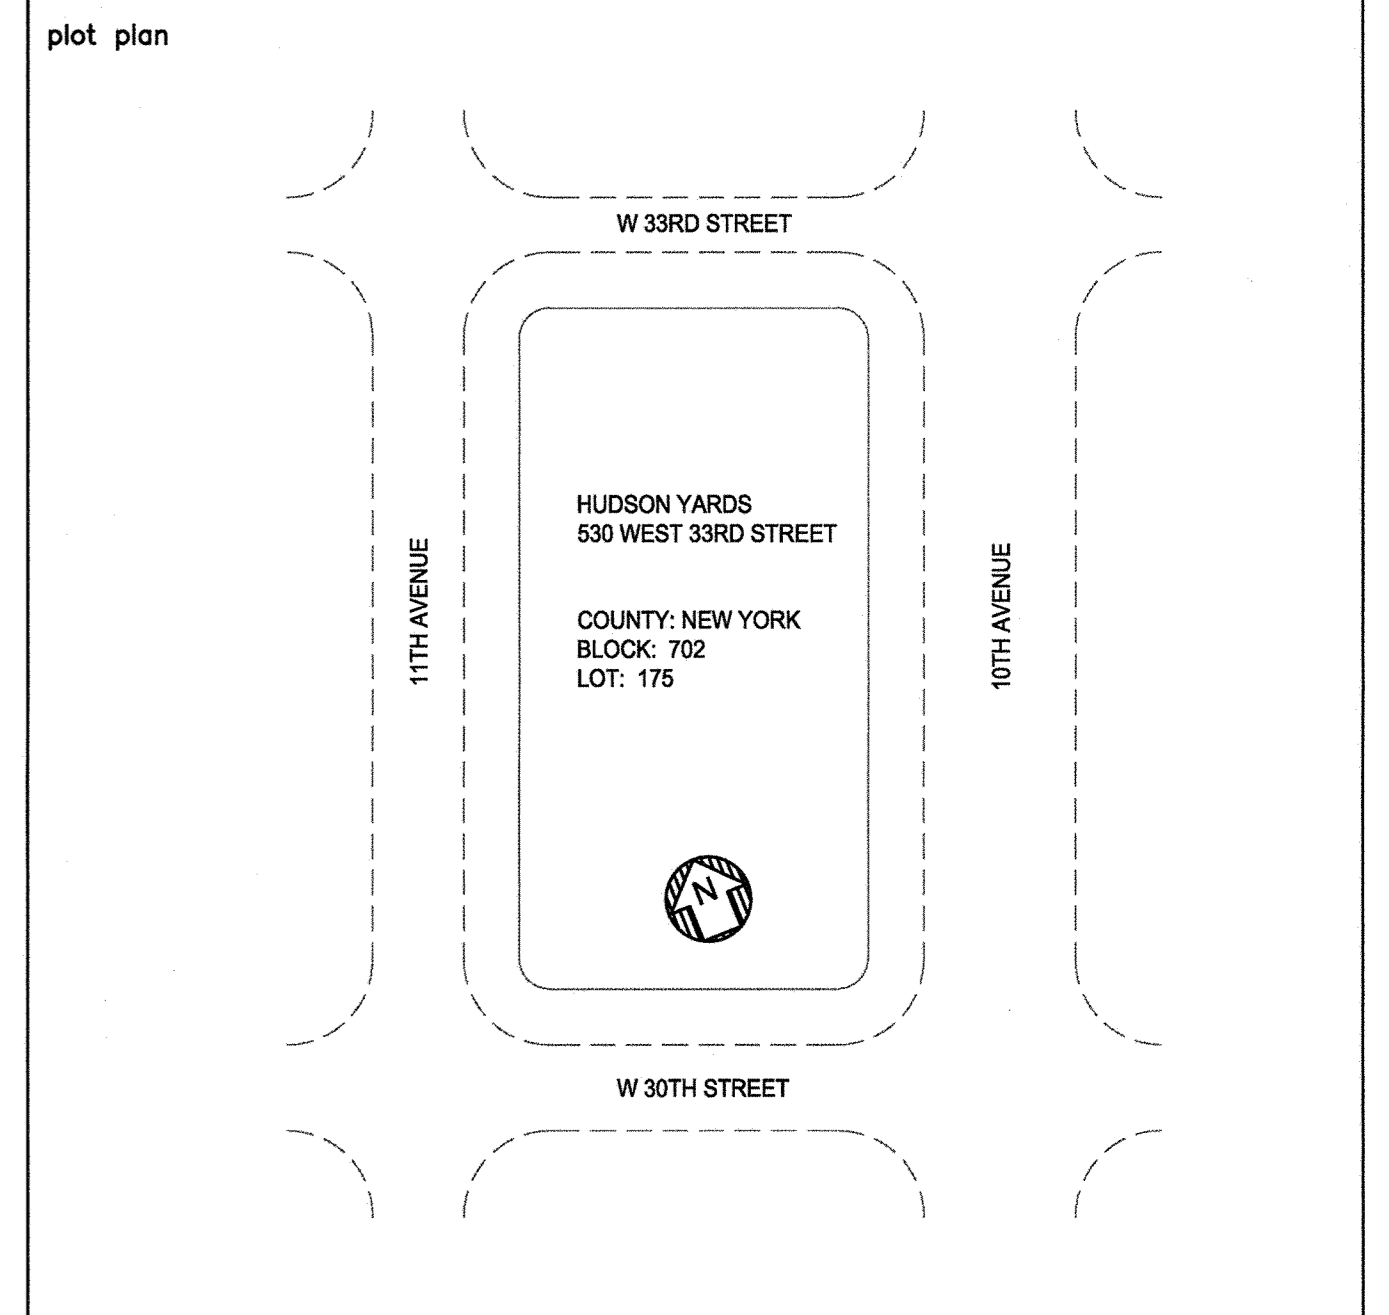 plot plan
W 33RD STREET
HUDSON YARDS
530 WEST 33RD STREET
11TH AVENUE
10TH AVENUE
COUNTY: NEW YORK
BLOCK: 702
LOT: 175
N
W 30TH STREET